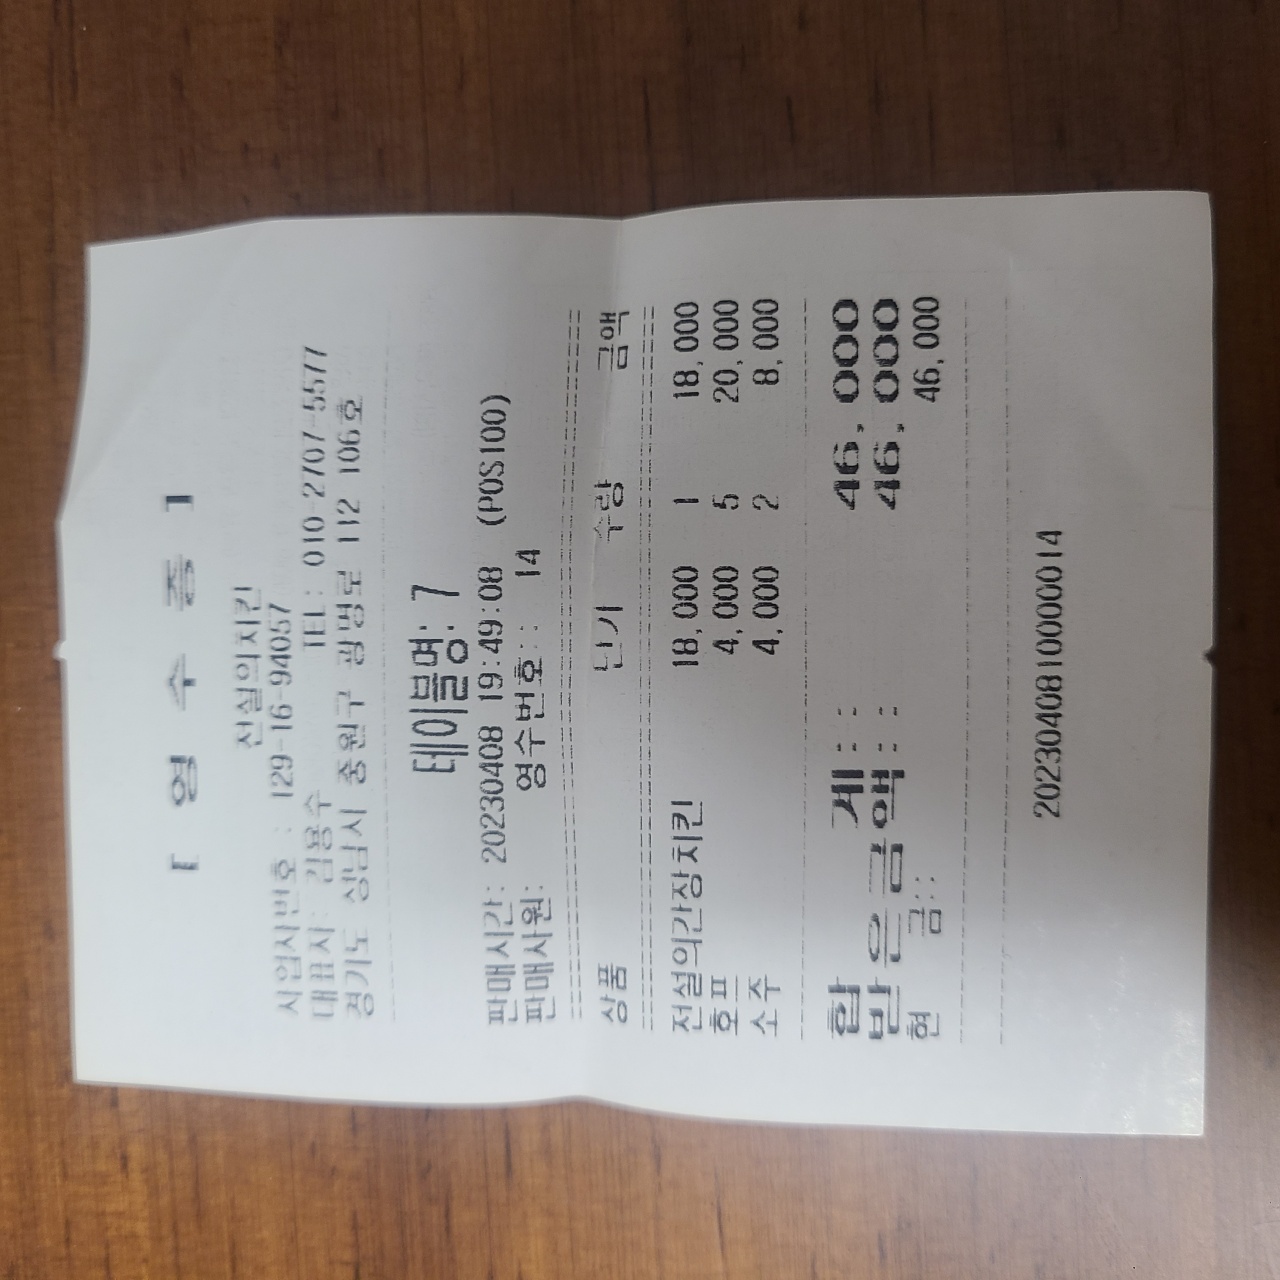 [ 영 수 증 ]
전설의치킨
사업자번호 : 129-16-94057
대표자: 김용수 TEL: 010-2707-5577
경기도 성남시 중원구 광명로 112 106호
테이블명: 7
판매시간: 20230408 19:49:08 (POS100)
판매사원: 영수번호:: 14
상품 단가 수량 금액
전설의간장치킨 18,000 1 18,000
호프 4,000 5 20,000
소주 4,000 2 8,000
합 계:: 46,000
받은금액:: 46,000
현 금:: 46,000
2023040810000014